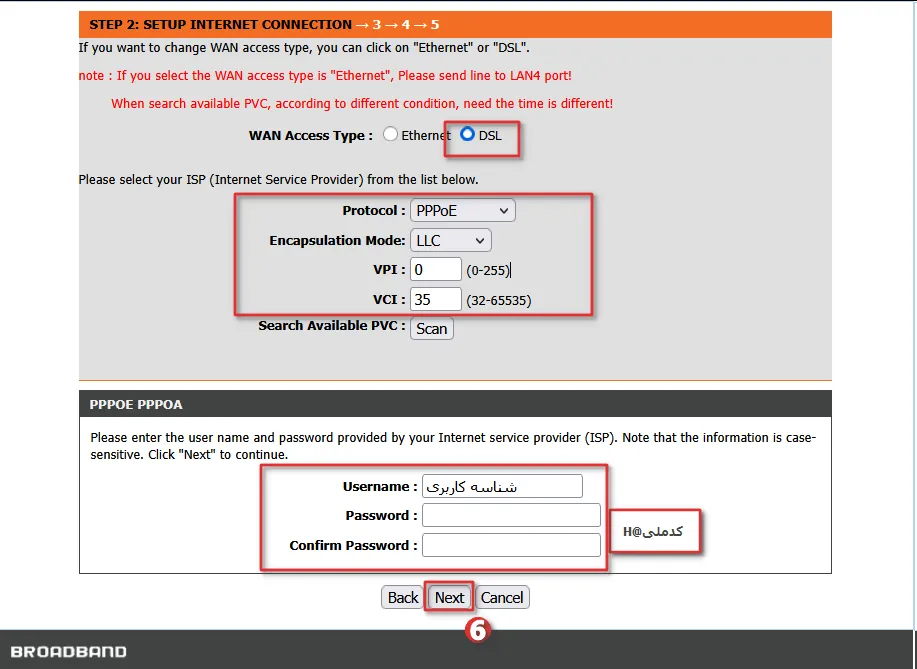 STEP 2: SETUP INTERNET CONNECTION → 3 → 4 → 5
If you want to change WAN access type, you can click on "Ethernet" or "DSL".
note : If you select the WAN access type is "Ethernet", Please send line to LAN4 port!
When search available PVC, according to different condition, need the time is different!
WAN Access Type : Ethernet DSL
Please select your ISP (Internet Service Provider) from the list below.
Protocol : PPPoE
Encapsulation Mode: LLC
VPI : 0 (0-255)
VCI : 35 (32-65535)
Search Available PVC : Scan
PPPOE PPPOA
Please enter the user name and password provided by your Internet service provider (ISP). Note that the information is case-
sensitive. Click "Next" to continue.
Username : شناسه کاربری
Password :
کدملی@H
Confirm Password :
Back Next Cancel
6
BROADBAND